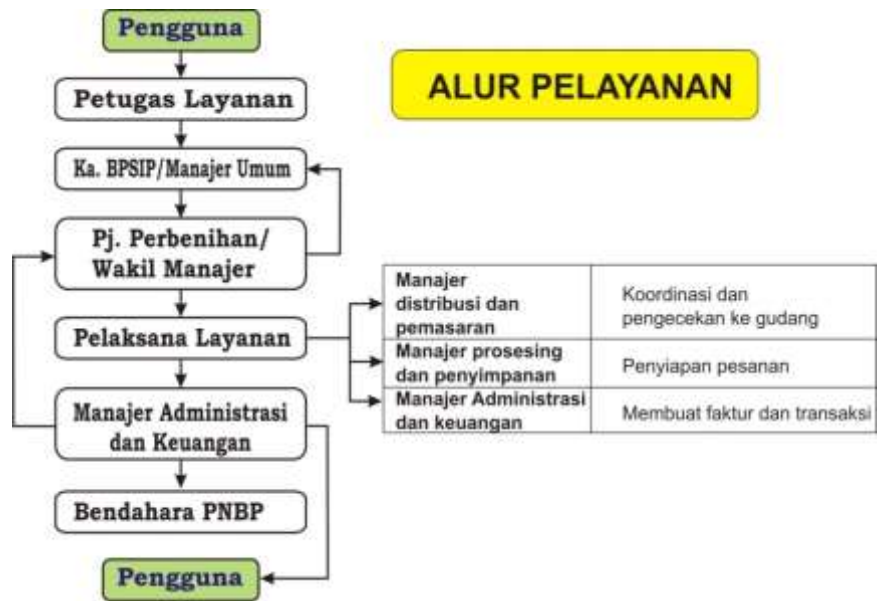 Pengguna
ALUR PELAYANAN
Petugas Layanan
Ka. BPSIP/Manajer Umum
Pj. Perbenihan/
Wakil Manajer
Pelaksana Layanan
Manajer
distribusi dan
pemasaran
Koordinasi dan
pengecekan ke gudang
Manajer prosesing
dan penyimpanan
Penyiapan pesanan
Manajer Administrasi
dan keuangan
Membuat faktur dan transaksi
Manajer Administrasi
dan Keuangan
Bendahara PNBP
Pengguna